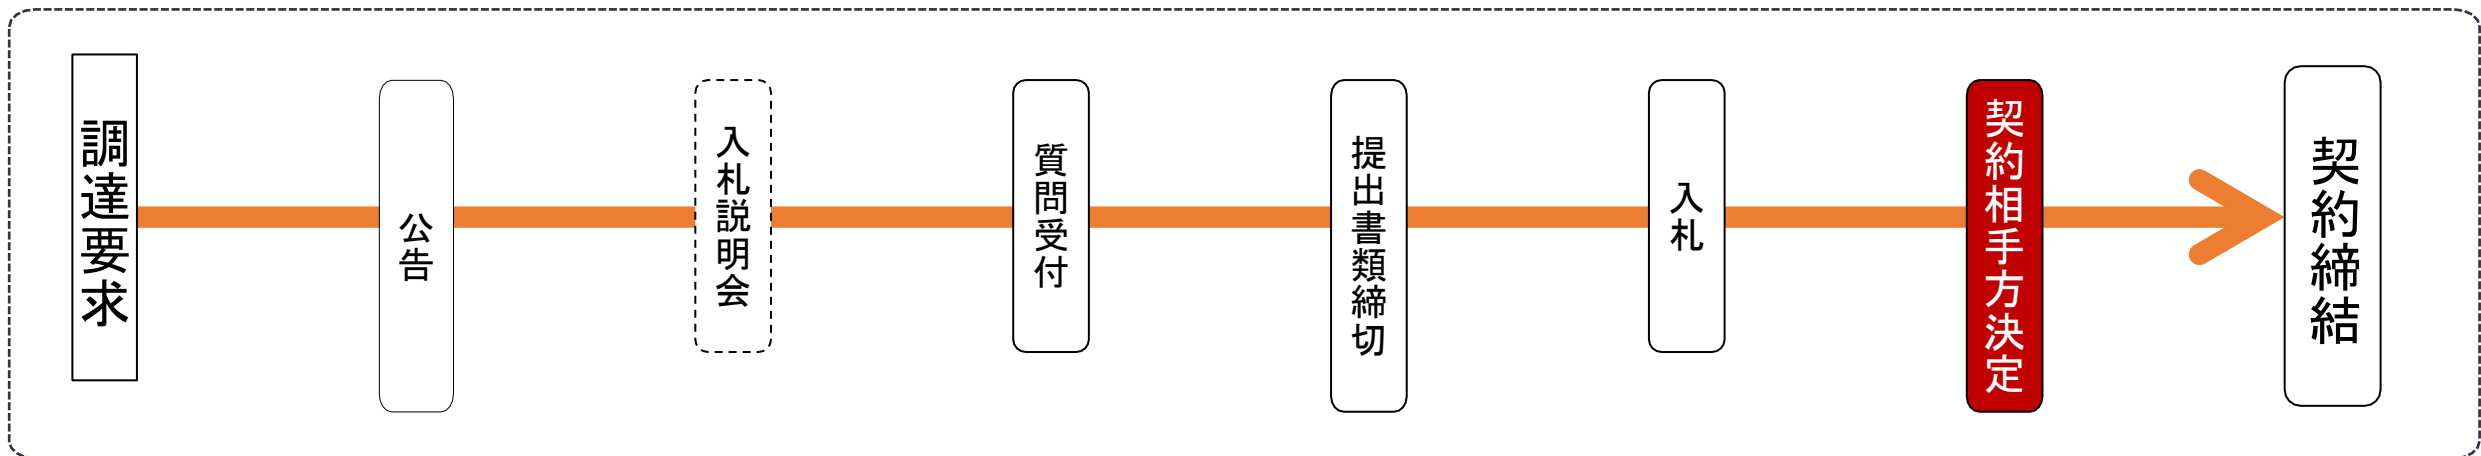 調達要求
公告
入札説明会
質問受付
提出書類締切
入札
契約相手方決定
契約締結